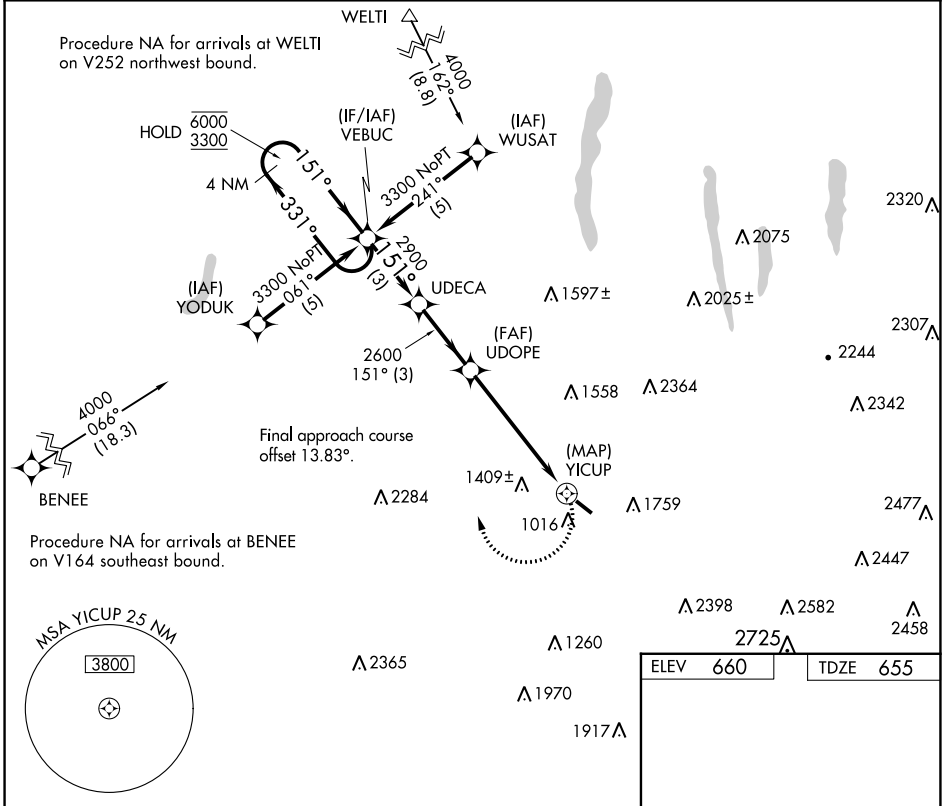 WELTI
Procedure NA for arrivals at WELTI
on V252 northwest bound.
4000
162°
(8.8)
HOLD
6000
3300
(IF/IAF)
VEBUC
(IAF)
WUSAT
4 NM
151°
331°
3300 NoPT
241°
(5)
2320
2075
2900
151°
(3)
(IAF)
YODUK
3300 NoPT
061°
(5)
UDECA
1597±
2025±
2307
2600
151° (3)
(FAF)
UDOPE
2244
4000
066°
(18.3)
1558
2364
2342
Final approach course
offset 13.83°.
(MAP)
YICUP
BENEE
2284
1409±
1016
1759
2477
Procedure NA for arrivals at BENEE
on V164 southeast bound.
2447
MSA YICUP 25 NM
3800
2398
2582
2458
2365
1260
2725
1970
1917
ELEV 660
TDZE 655